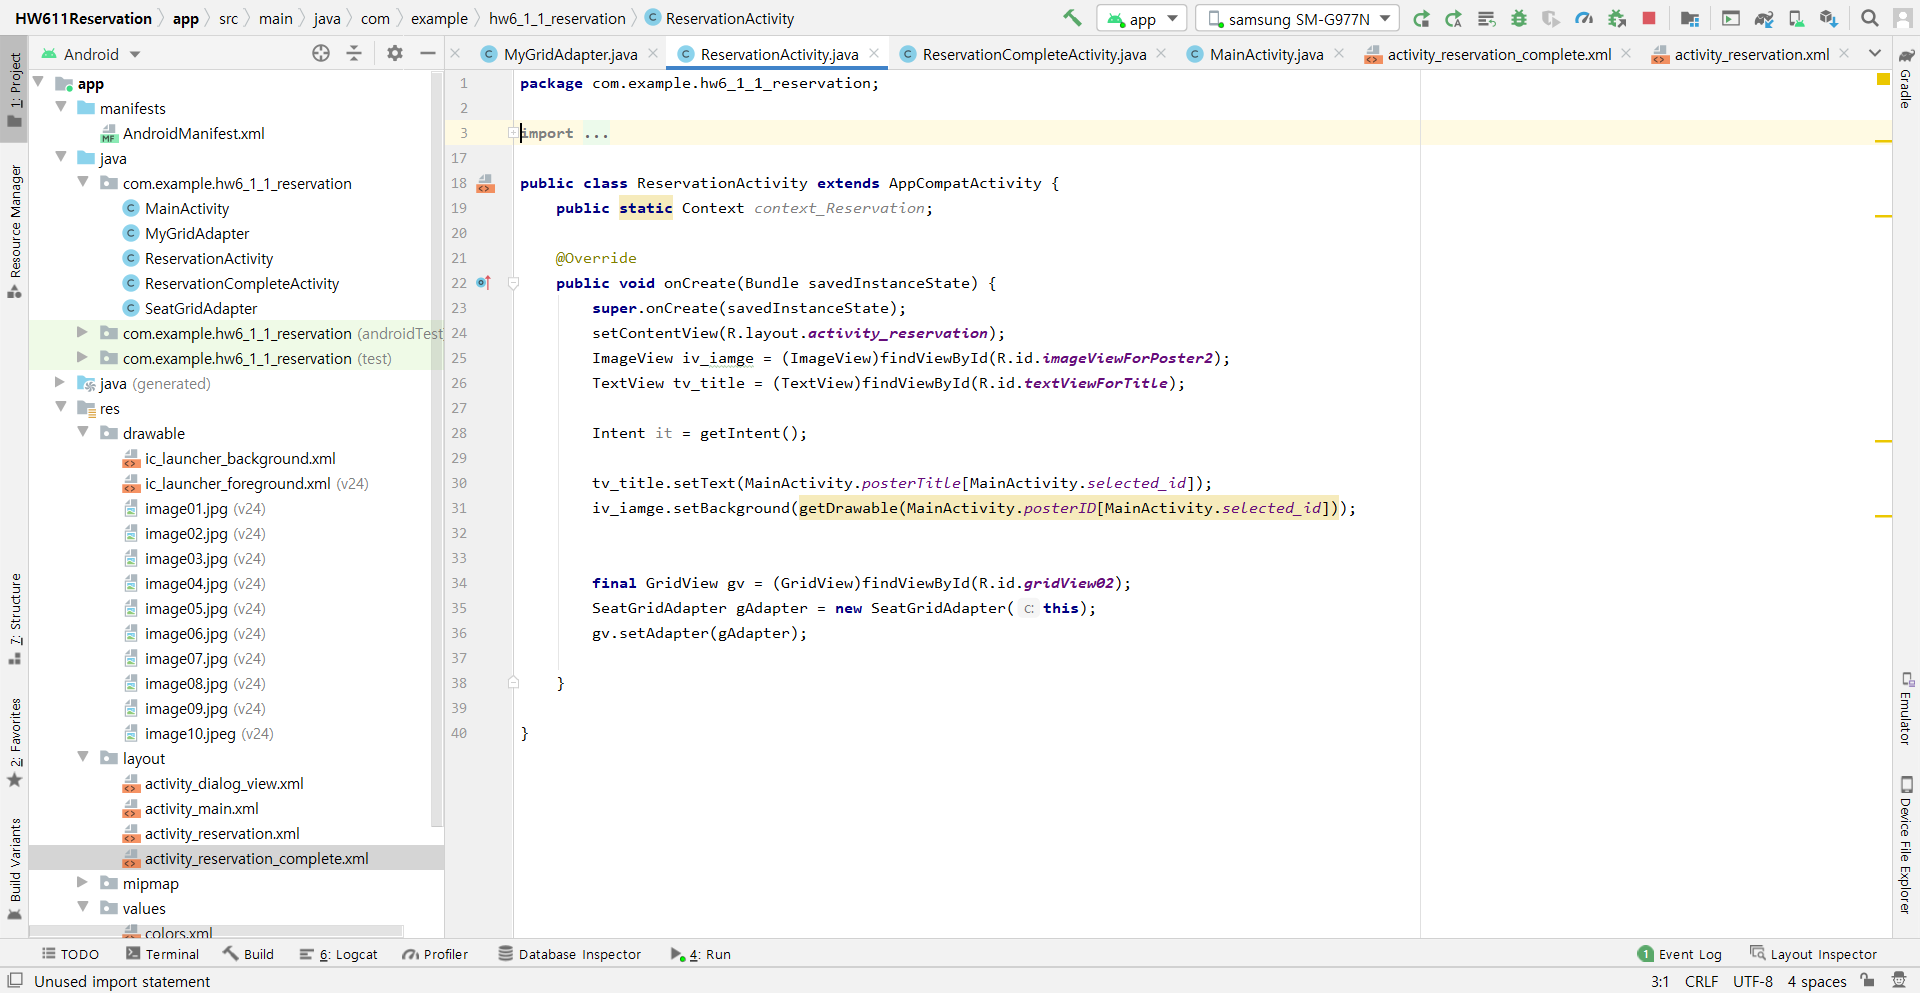 HW611Reservation app src main java com example hw6_1_1_reservation ReservationActivity app samsung SM-G977N
Android MyGridAdapter.java ReservationActivity.java ReservationCompleteActivity.java MainActivity.java activity_reservation_complete.xml activity_reservation.xml
1: Project
Resource Manager
7: Structure
2: Favorites
Build Variants
app
manifests
AndroidManifest.xml
java
com.example.hw6_1_1_reservation
MainActivity
MyGridAdapter
ReservationActivity
ReservationCompleteActivity
SeatGridAdapter
com.example.hw6_1_1_reservation (androidTest
com.example.hw6_1_1_reservation (test)
java (generated)
res
drawable
ic_launcher_background.xml
ic_launcher_foreground.xml (v24)
image01.jpg (v24)
image02.jpg (v24)
image03.jpg (v24)
image04.jpg (v24)
image05.jpg (v24)
image06.jpg (v24)
image07.jpg (v24)
image08.jpg (v24)
image09.jpg (v24)
image10.jpeg (v24)
layout
activity_dialog_view.xml
activity_main.xml
activity_reservation.xml
activity_reservation_complete.xml
mipmap
values
colors.xml
1 package com.example.hw6_1_1_reservation;
2
3 import ...
17
18 public class ReservationActivity extends AppCompatActivity {
19 public static Context context_Reservation;
20
21 @Override
22 public void onCreate(Bundle savedInstanceState) {
23 super.onCreate(savedInstanceState);
24 setContentView(R.layout.activity_reservation);
25 ImageView iv_iamge = (ImageView)findViewById(R.id.imageViewForPoster2);
26 TextView tv_title = (TextView)findViewById(R.id.textViewForTitle);
27
28 Intent it = getIntent();
29
30 tv_title.setText(MainActivity.posterTitle[MainActivity.selected_id]);
31 iv_iamge.setBackground(getDrawable(MainActivity.posterID[MainActivity.selected_id]));
32
33
34 final GridView gv = (GridView)findViewById(R.id.gridView02);
35 SeatGridAdapter gAdapter = new SeatGridAdapter( c: this);
36 gv.setAdapter(gAdapter);
37
38 }
39
40 }
Gradle
Emulator
Device File Explorer
TODO Terminal Build 6: Logcat Profiler Database Inspector 4: Run 1 Event Log Layout Inspector
Unused import statement 3:1 CRLF UTF-8 4 spaces